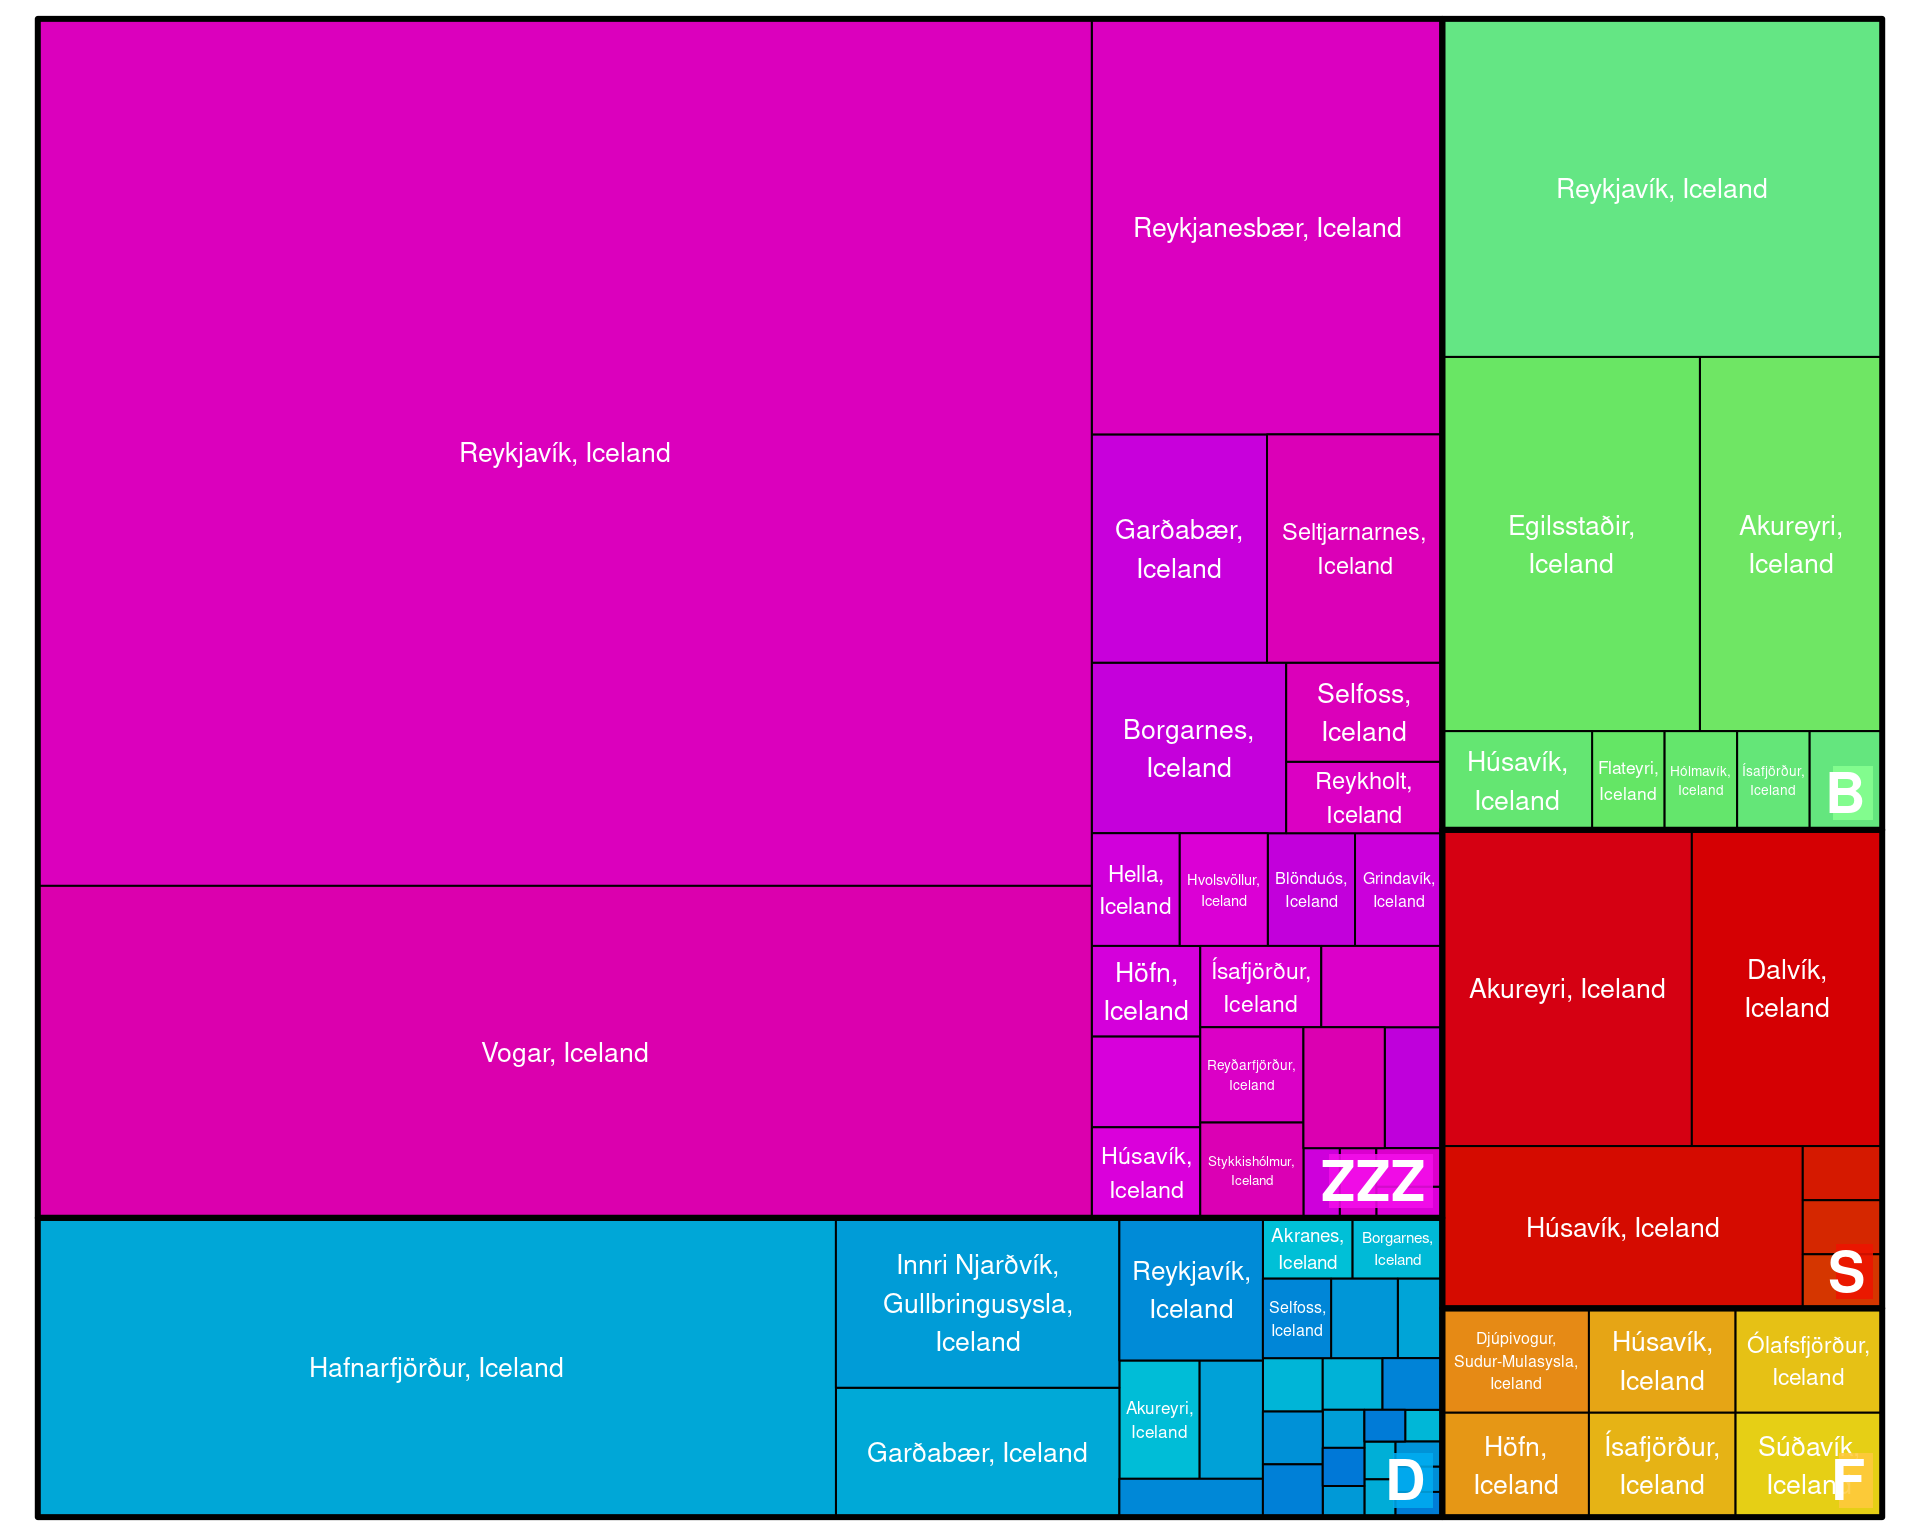 Reykjavík, Iceland
Vogar, Iceland
Reykjanesbær, Iceland
Garðabær,
Iceland
Seltjarnarnes,
Iceland
Borgarnes,
Iceland
Selfoss,
Iceland
Reykholt,
Iceland
Hella,
Iceland
Hvolsvöllur,
Iceland
Blönduós,
Iceland
Grindavík,
Iceland
Höfn,
Iceland
Ísafjörður,
Iceland
Reyðarfjörður,
Iceland
Húsavík,
Iceland
Stykkishólmur,
Iceland
ZZZ
Hafnarfjörður, Iceland
Innri Njarðvík,
Gullbringusysla,
Iceland
Garðabær, Iceland
Reykjavík,
Iceland
Akureyri,
Iceland
Akranes,
Iceland
Borgarnes,
Iceland
Selfoss,
Iceland
D
Reykjavík, Iceland
Egilsstaðir,
Iceland
Akureyri,
Iceland
Húsavík,
Iceland
Flateyri,
Iceland
Hólmavík,
Iceland
Ísafjörður,
Iceland
B
Akureyri, Iceland
Dalvík,
Iceland
Húsavík, Iceland
S
Djúpivogur,
Sudur-Mulasysla,
Iceland
Húsavík,
Iceland
Ólafsfjörður,
Iceland
Höfn,
Iceland
Ísafjörður,
Iceland
Súðavík,
Iceland
F